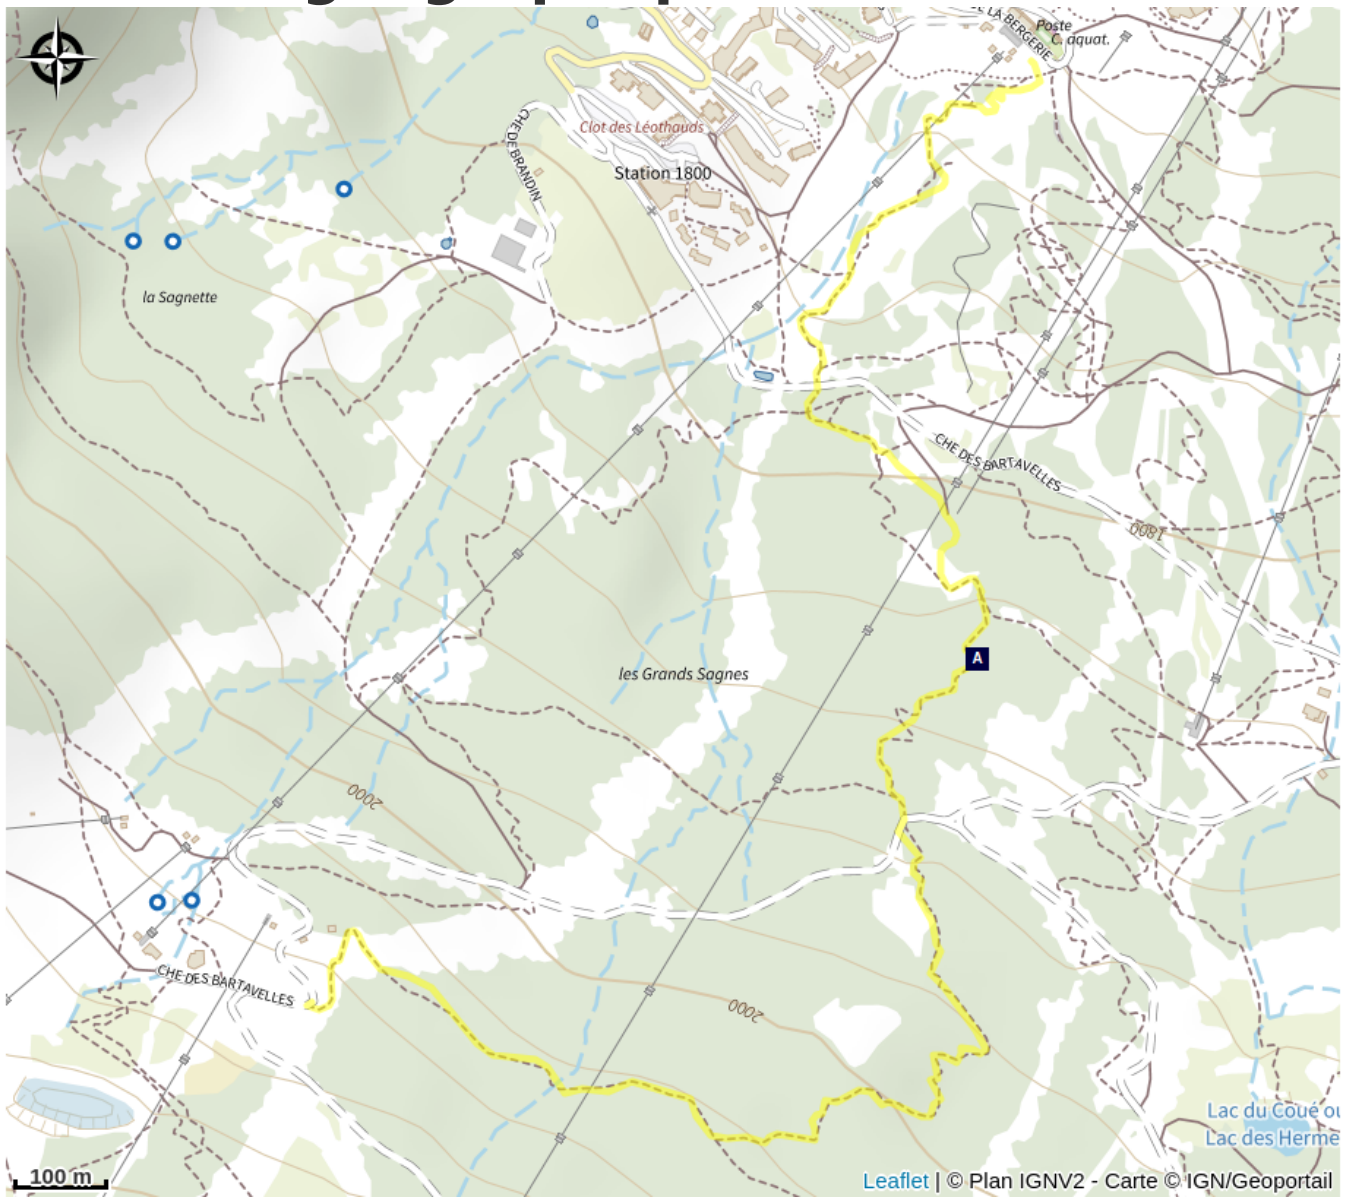 DE LA BERGERIE
Poste
C. aquat.
CHE DE BRANDIN
Clot des Léothauds
Station 1800
la Sagnette
CHE DES BARTAVELLES
1800
A
les Grands Sagnes
2000
CHE DES BARTAVELLES
2000
Lac du Coué ou
Lac des Herme
100 m
Leaflet | © Plan IGNV2 - Carte © IGN/Geoportail